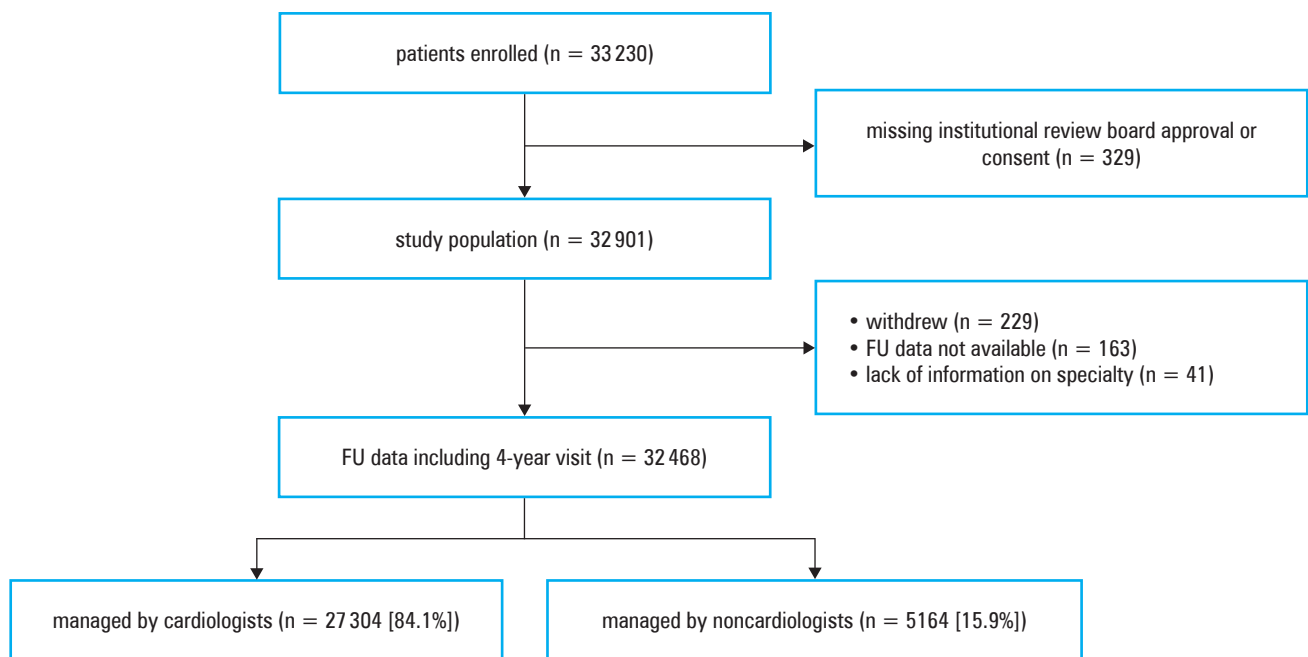 patients enrolled (n = 33 230)
missing institutional review board approval or
consent (n = 329)
study population (n = 32 901)
• withdrew (n = 229)
• FU data not available (n = 163)
• lack of information on specialty (n = 41)
FU data including 4-year visit (n = 32 468)
managed by cardiologists (n = 27 304 [84.1%])
managed by noncardiologists (n = 5164 [15.9%])